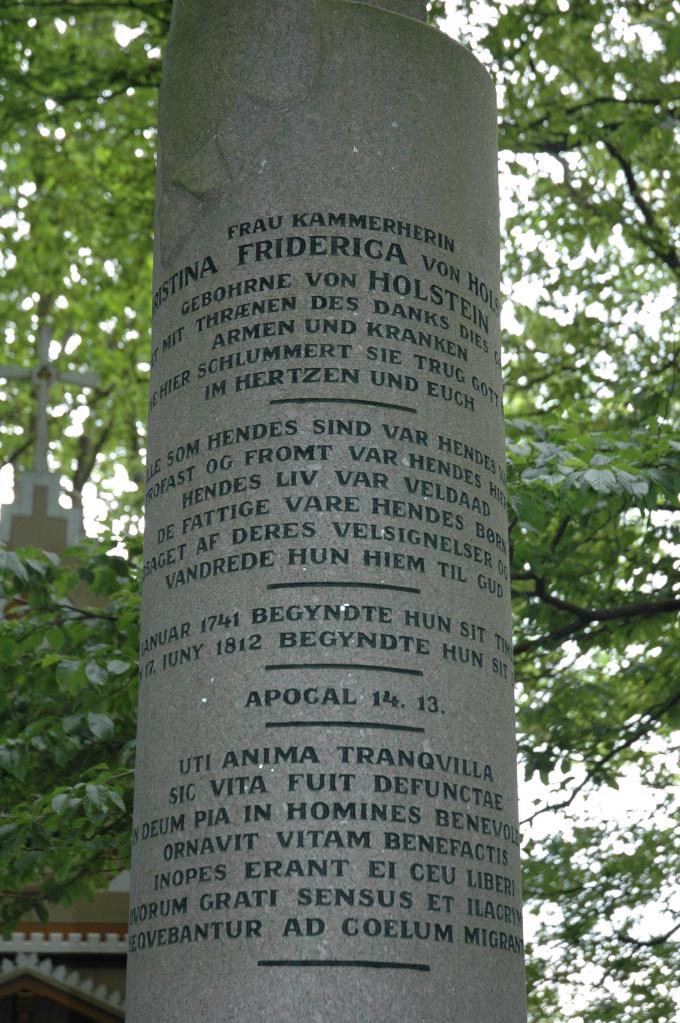 FRAU KAMMERHERIN
FRIDERICA VON
GEBOHRNE VON HOLSTEIN
MIT THRÆNEN DES DANKS DIES
ARMEN UND KRANKEN
HIER SCHLUMMERT SIE TRUG GOTT
IM HERTZEN UND EUCH
SOM HENDES SIND VAR HENDES
OG FROMT VAR HENDES
HENDES LIV VAR VELDAAD
DE FATTIGE VARE HENDES BØRN
AF DERES VELSIGNELSER OG
VANDREDE HUN HIEM TIL GUD
1741 BEGYNDTE HUN SIT
17. IUNY 1812 BEGYNDTE HUN SIT
APOCAL 14. 13.
UTI ANIMA TRANQVILLA
SIC VITA FUIT DEFUNCTAE
DEUM PIA IN HOMINES
ORNAVIT VITAM BENEFACTIS
INOPES ERANT EI CEU LIBERI
GRATI SENSUS ET
AD COELUM